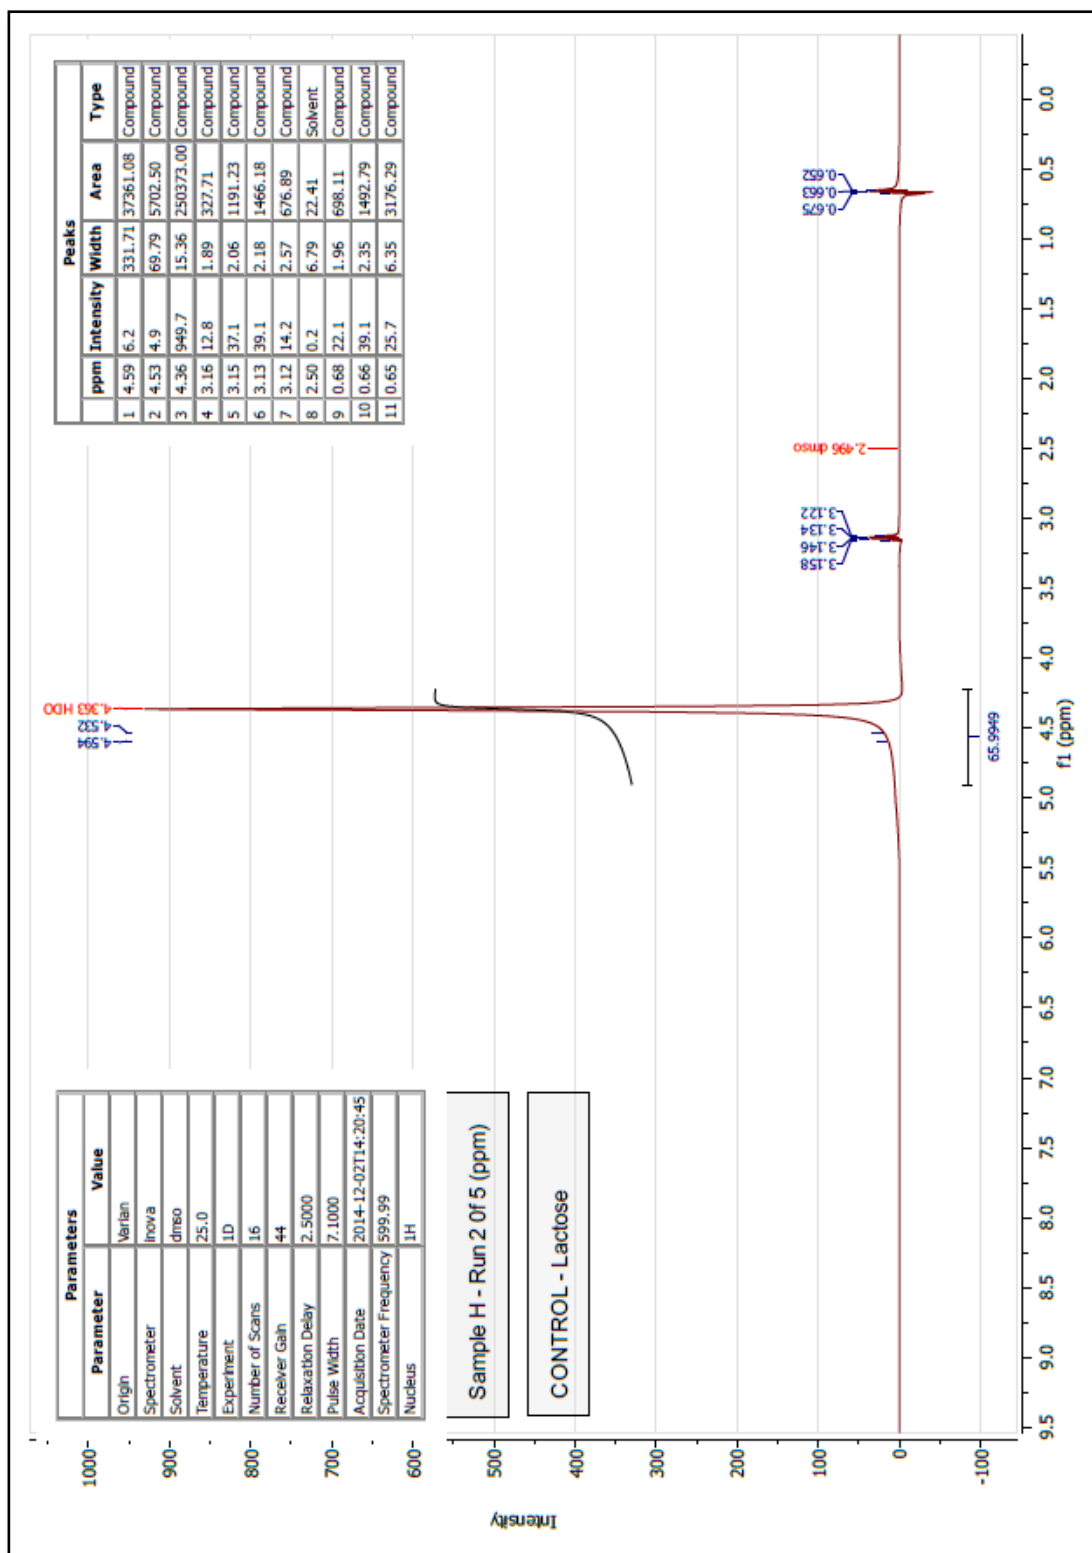 Parameters
Parameter Value
Origin Varian
Spectrometer inova
Solvent dmso
Temperature 25.0
Experiment 1D
Number of Scans 16
Receiver Gain 44
Relaxation Delay 2.5000
Pulse Width 7.1000
Acquisition Date 2014-12-02T14:20:45
Spectrometer Frequency 599.99
Nucleus 1H
Sample H - Run 2 0f 5 (ppm)
CONTROL - Lactose
Peaks
ppm Intensity Width Area Type
1 4.59 6.2 331.71 37361.08 Compound
2 4.53 4.9 69.79 5702.50 Compound
3 4.36 949.7 15.36 250373.00 Compound
4 3.16 12.8 1.89 327.71 Compound
5 3.15 37.1 2.06 1191.23 Compound
6 3.13 39.1 2.18 1466.18 Compound
7 3.12 14.2 2.57 676.89 Compound
8 2.50 0.2 6.79 22.41 Solvent
9 0.68 22.1 1.96 698.11 Compound
10 0.66 39.1 2.35 1492.79 Compound
11 0.65 25.7 6.35 3176.29 Compound
4.594
4.532
4.363 HDO
3.158
3.146
3.134
3.122
2.496 dmso
0.675
0.663
0.652
65.9949
1000
900
800
700
600
500
400
300
200
100
0
-100
Intensity
9.5 9.0 8.5 8.0 7.5 7.0 6.5 6.0 5.5 5.0 4.5 4.0 3.5 3.0 2.5 2.0 1.5 1.0 0.5 0.0
f1 (ppm)